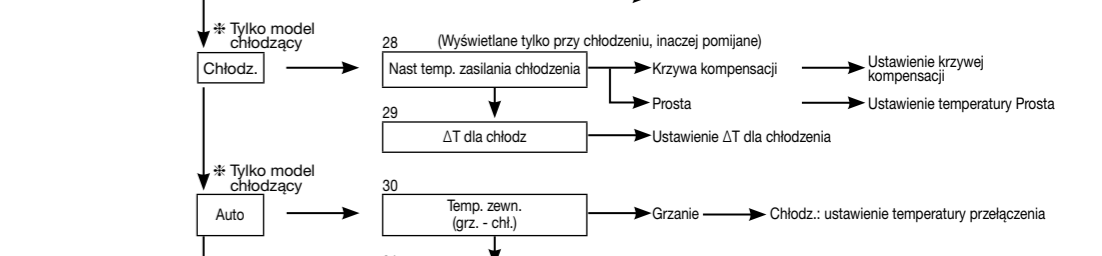 ❈ Tylko model
chłodzący
28
(Wyświetlane tylko przy chłodzeniu, inaczej pomijane)
Chłodz.
Nast temp. zasilania chłodzenia
Krzywa kompensacji
Ustawienie krzywej
kompensacji
Prosta
Ustawienie temperatury Prosta
29
ΔT dla chłodz
Ustawienie ΔT dla chłodzenia
❈ Tylko model
chłodzący
30
Auto
Temp. zewn.
(grz. - chł.)
Grzanie
Chłodz.: ustawienie temperatury przełączenia